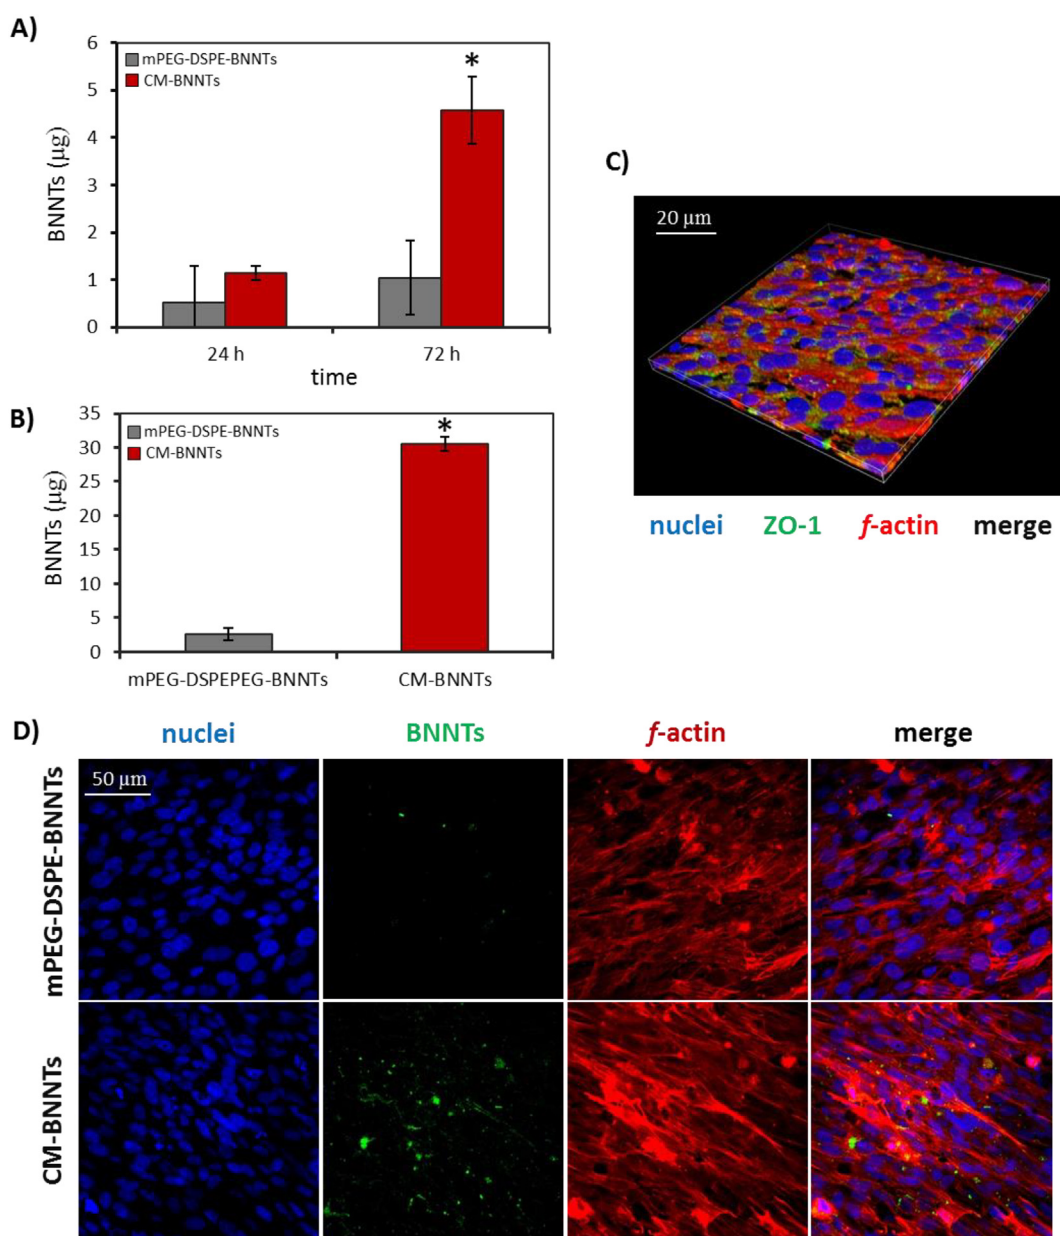 A)
6
5
4
3
2
1
0
BNNTs (μg)
mPEG-DSPE-BNNTs
CM-BNNTs
*
24 h
72 h
time
B)
35
30
25
20
15
10
5
0
BNNTs (μg)
mPEG-DSPE-BNNTs
CM-BNNTs
*
mPEG-DSPEPEG-BNNTs
CM-BNNTs
C)
20 μm
nuclei ZO-1 f-actin merge
D)
nuclei BNNTs f-actin merge
mPEG-DSPE-BNNTs
50 μm
CM-BNNTs